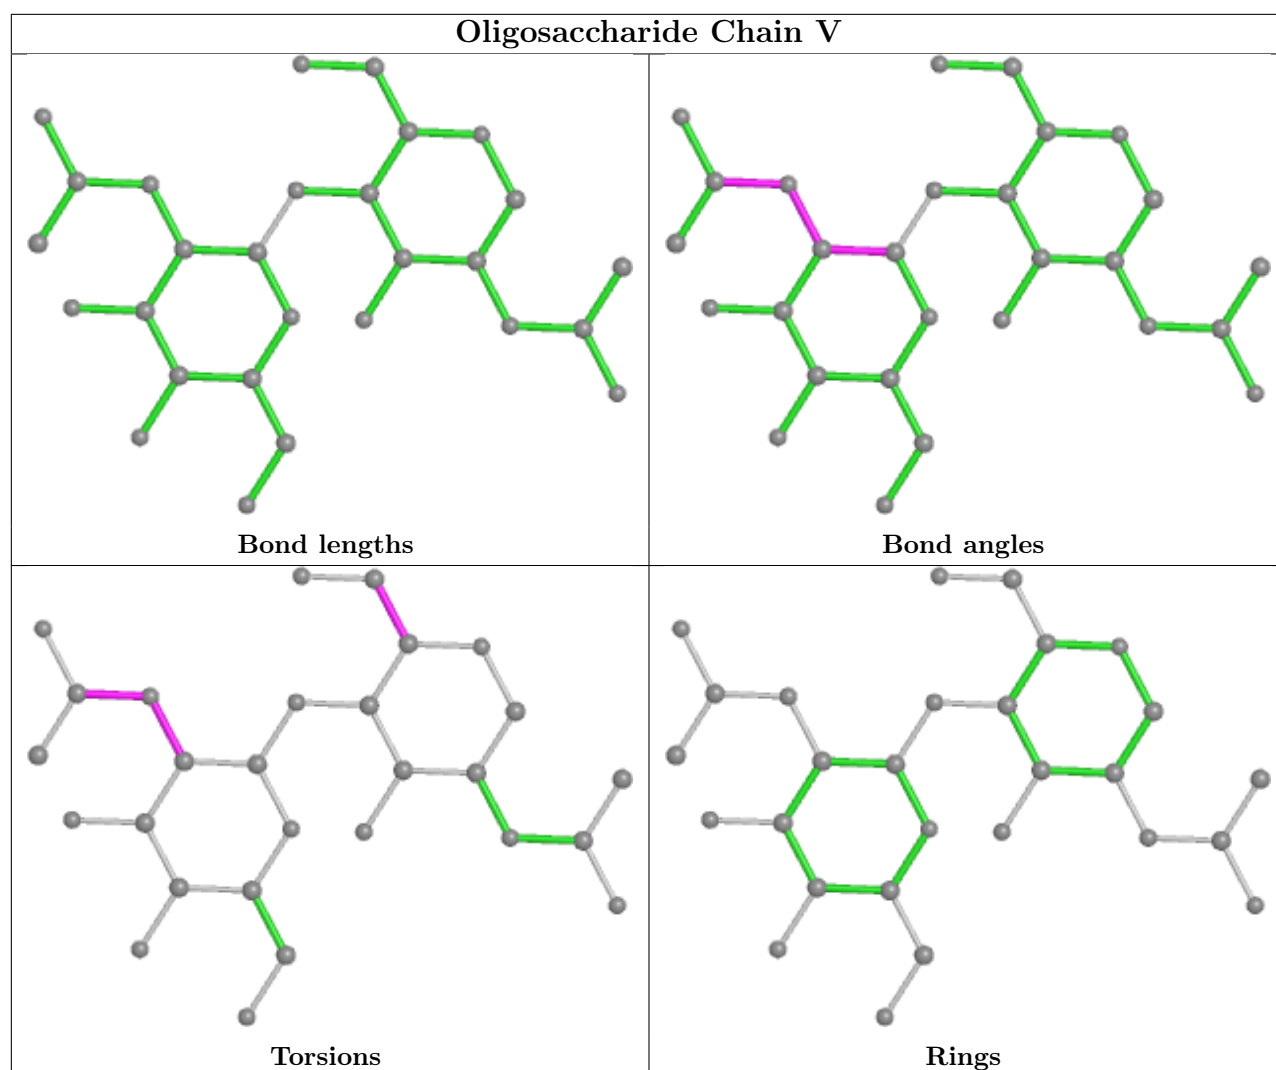 Oligosaccharide Chain V
Bond lengths
Bond angles
Torsions
Rings